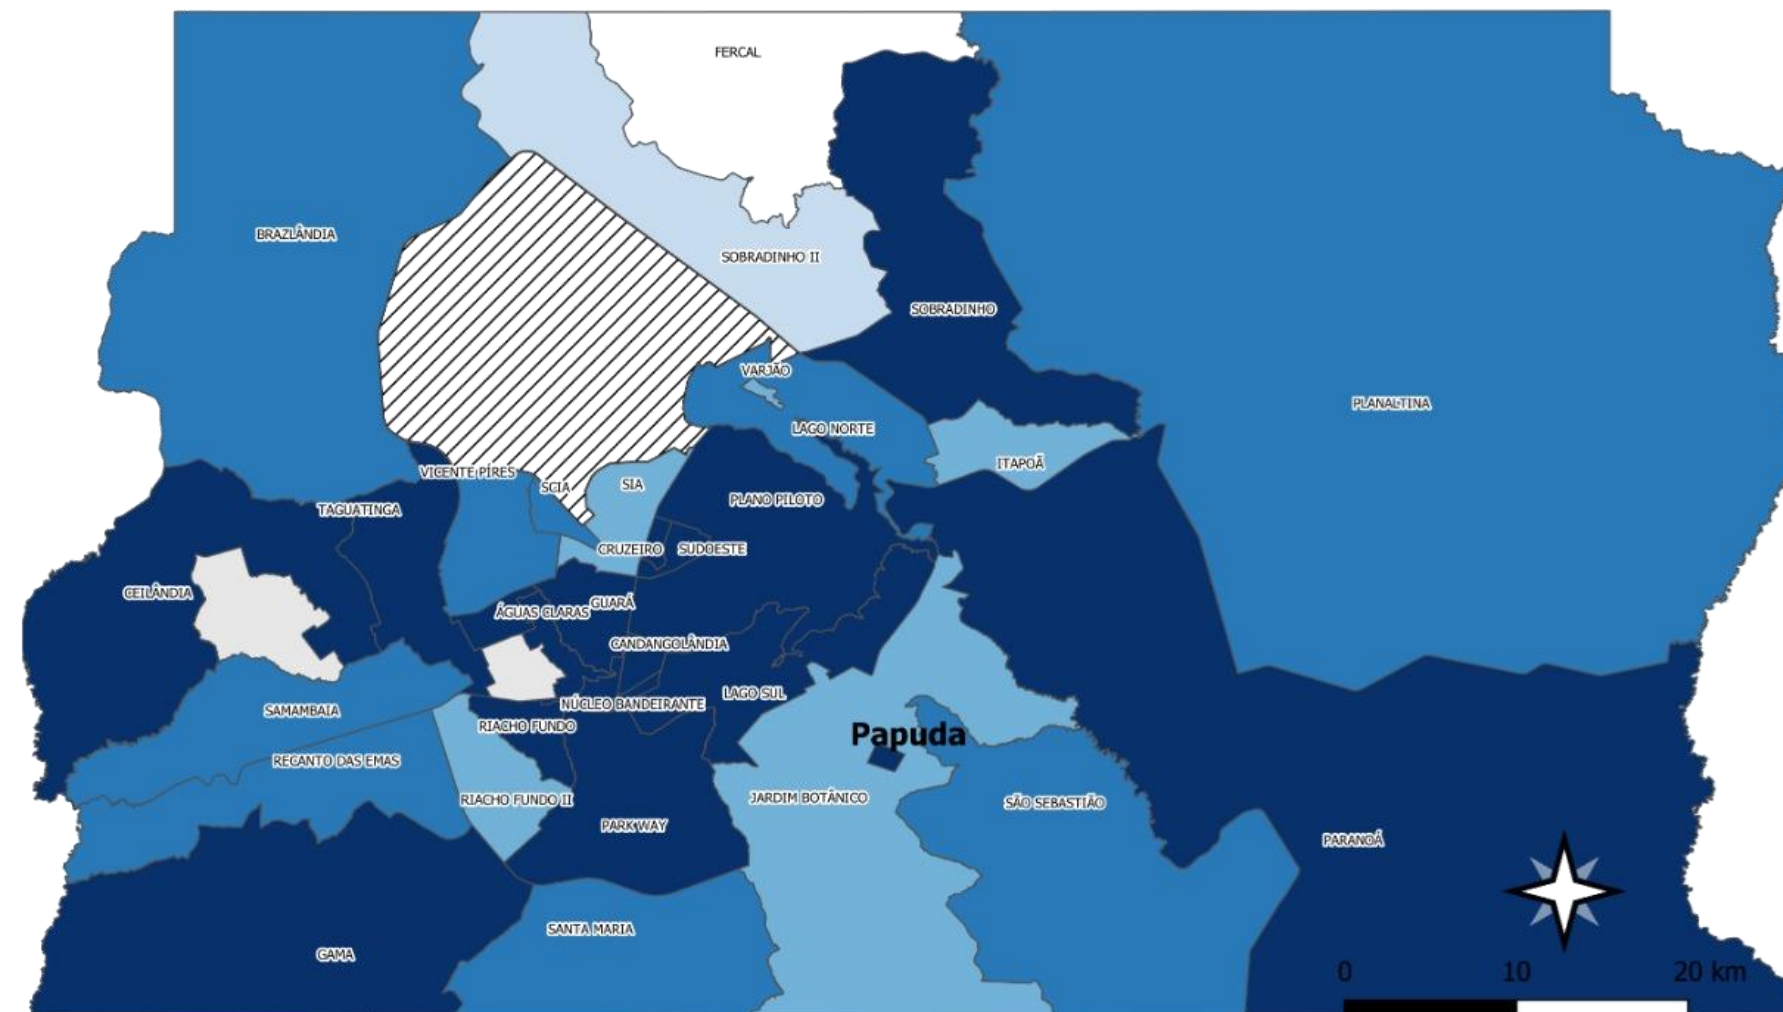 FERCAL
BRAZLÂNDIA
SOBRADINHO II
SOBRADINHO
VARJÃO
PLANALTINA
LAGO NORTE
ITAPOÃ
VICENTE PÍRES
SCIA
SIA
PLANO PILOTO
TAGUATINGA
CRUZEIRO
SUDOESTE
CEILÂNDIA
ÁGUAS CLARAS
GUARÁ
CANDANGOLÂNDIA
LAGO SUL
NÚCLEO BANDEIRANTE
SAMAMBAIA
RIACHO FUNDO
Papuda
RECANTO DAS EMAS
RIACHO FUNDO II
JARDIM BOTÂNICO
SÃO SEBASTIÃO
PARK WAY
PARANOÁ
SANTA MARIA
GAMA
0 10 20 km